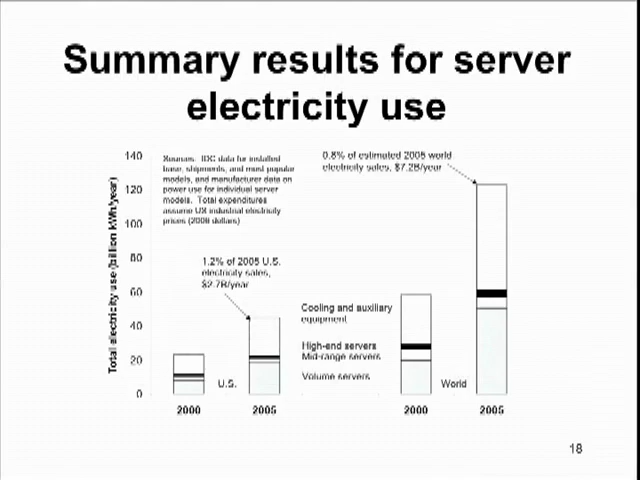 Summary results for server
electricity use
Total electricity use (billion kWh/year)
140
120
100
80
60
40
20
0
Sources: IDC data for installed
base, shipments, and most popular
models, and manufacturer data on
power use for individual server
models. Total expenditures
assume US industrial electricity
prices (2006 dollars)
0.8% of estimated 2005 world
electricity sales, $7.2B/year
1.2% of 2005 U.S.
electricity sales,
$2.7B/year
Cooling and auxiliary
equipment
High-end servers
Mid-range servers
Volume servers
U.S.
World
2000
2005
2000
2005
18